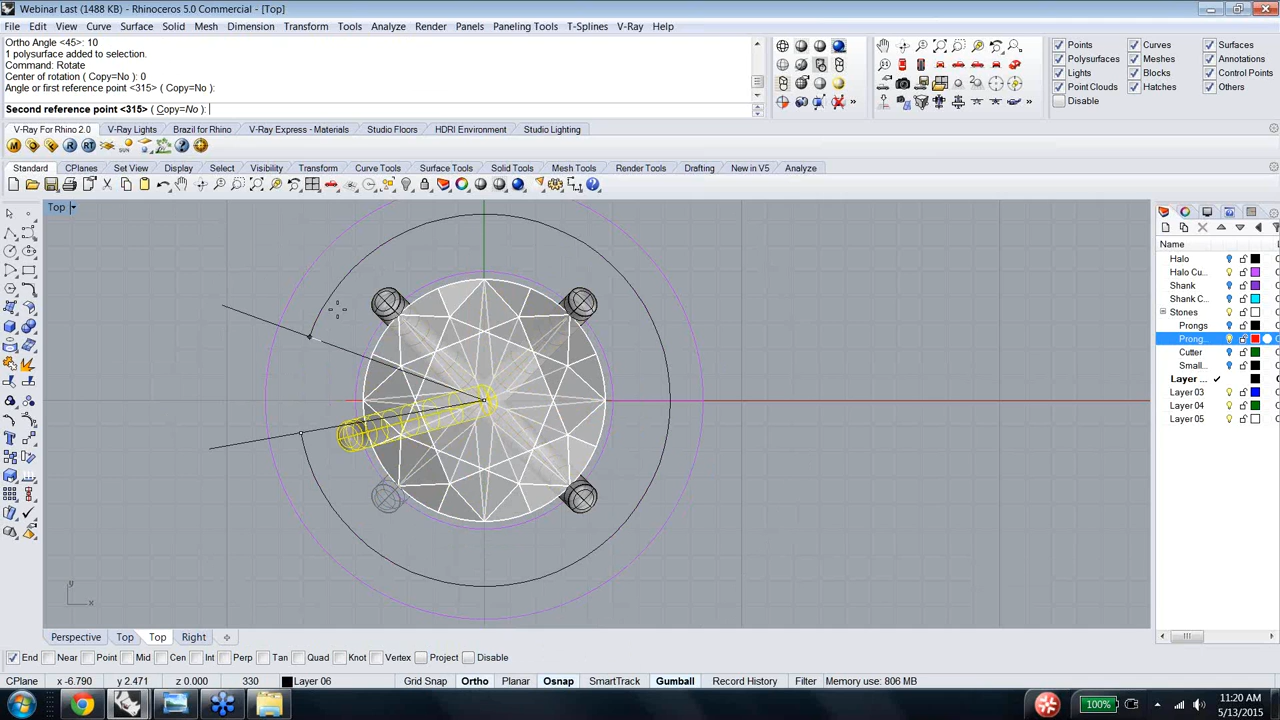 Webinar Last (1488 KB) - Rhinoceros 5.0 Commercial - [Top]
File Edit View Curve Surface Solid Mesh Dimension Transform Tools Analyze Render Panels Paneling Tools T-Splines V-Ray Help
Ortho Angle <45>: 10
1 polysurface added to selection.
Command: Rotate
Center of rotation ( Copy=No ): 0
Angle or first reference point <315> ( Copy=No ):
Second reference point <315> ( Copy=No ):
Points Curves Surfaces
Polysurfaces Meshes Annotations
Lights Blocks Control Points
Point Clouds Hatches Others
Disable
V-Ray For Rhino 2.0 V-Ray Lights Brazil for Rhino V-Ray Express - Materials Studio Floors HDRI Environment Studio Lighting
Standard CPlanes Set View Display Select Visibility Transform Curve Tools Surface Tools Solid Tools Mesh Tools Render Tools Drafting New in V5 Analyze
Top
Name
Halo
Halo Cu...
Shank
Shank C...
Stones
Prongs
Prong...
Cutter
Small...
Layer ...
Layer 03
Layer 04
Layer 05
y
x
Perspective Top Top Right
End Near Point Mid Cen Int Perp Tan Quad Knot Vertex Project Disable
CPlane x -6.790 y 2.471 z 0.000 330 Layer 06 Grid Snap Ortho Planar Osnap SmartTrack Gumball Record History Filter Memory use: 806 MB
100%
11:20 AM
5/13/2015